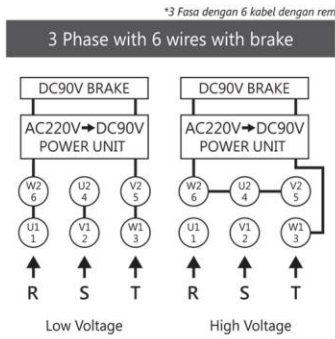 *3 Fasa dengan 6 kabel dengan rem
3 Phase with 6 wires with brake
DC90V BRAKE
AC220V➔DC90V
POWER UNIT
W2
6
U2
4
V2
5
U1
1
V1
2
W1
3
R
S
T
Low Voltage
DC90V BRAKE
AC220V➔DC90V
POWER UNIT
W2
6
U2
4
V2
5
U1
1
V1
2
W1
3
R
S
T
High Voltage